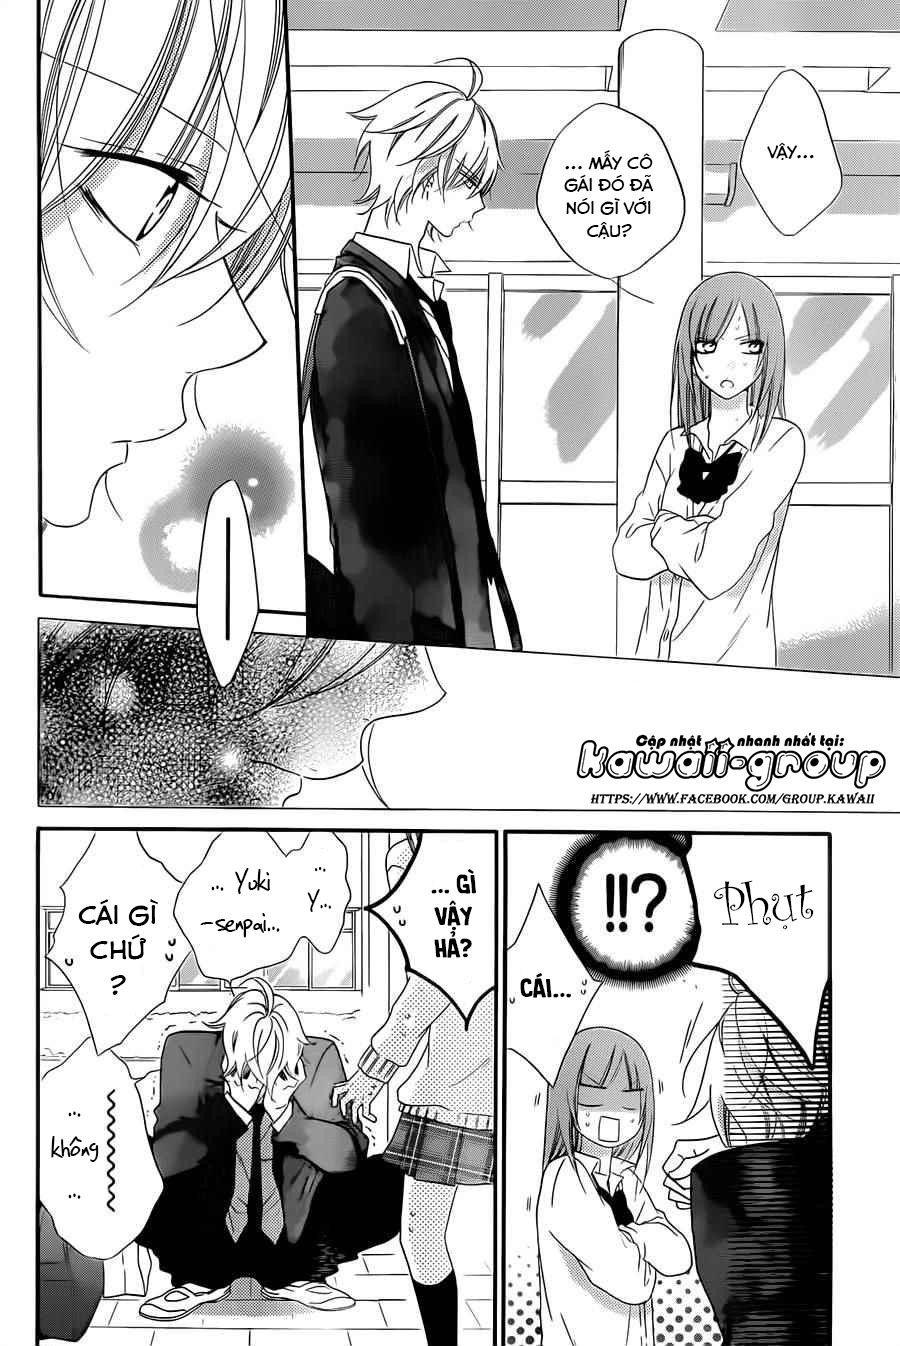 VẬY...
... MẤY CÔ
GÁI ĐÓ ĐÃ
NÓI GÌ VỚI
CẬU?
Cập nhật nhanh nhất tại:
kawaii-group
HTTPS://WWW.FACEBOOK.COM/GROUP.KAWAII
Phụt
!!?
CÁI...
... GÌ
VẬY
HẢ?
...
Y...
... Yuki
-senpai...
CÁI GÌ
CHỨ
?
...
không
...